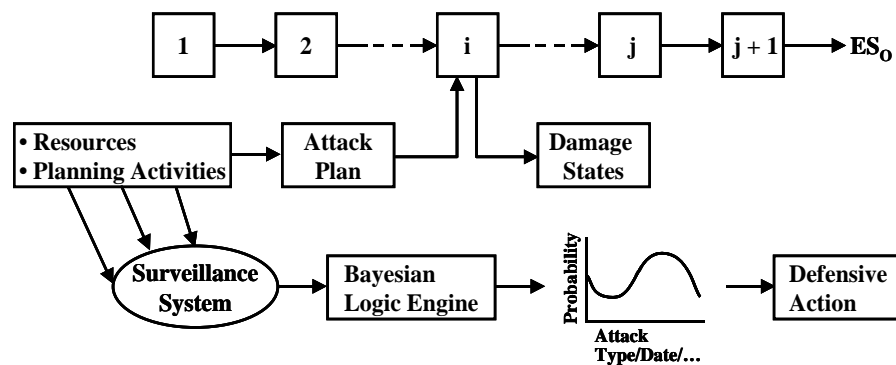 1
2
i
j
j + 1
ES_O
• Resources
• Planning Activities
Attack
Plan
Damage
States
Surveillance
System
Bayesian
Logic Engine
Probability
Attack
Type/Date/…
Defensive
Action